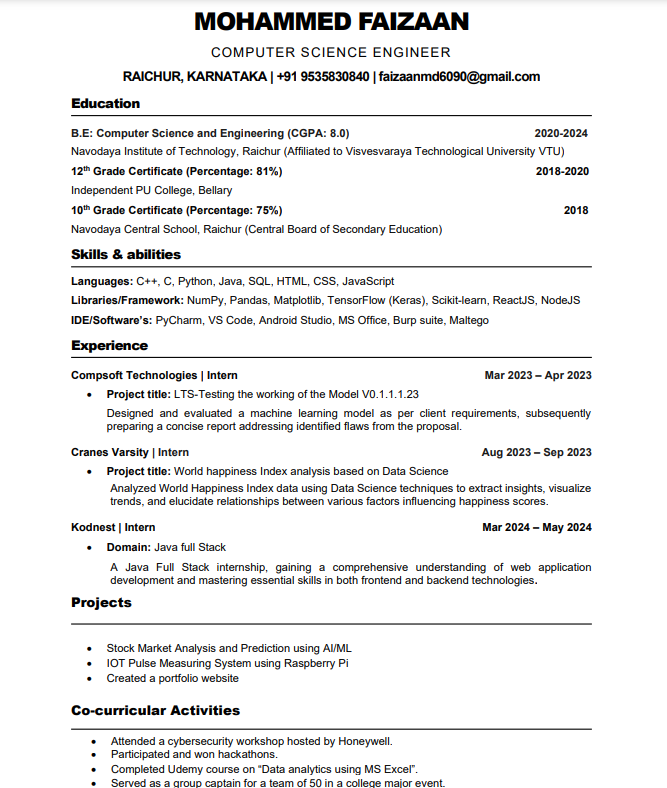 MOHAMMED FAIZAAN
COMPUTER SCIENCE ENGINEER
RAICHUR, KARNATAKA | +91 9535830840 | faizaanmd6090@gmail.com
Education
B.E: Computer Science and Engineering (CGPA: 8.0) 2020-2024
Navodaya Institute of Technology, Raichur (Affiliated to Visvesvaraya Technological University VTU)
12th Grade Certificate (Percentage: 81%) 2018-2020
Independent PU College, Bellary
10th Grade Certificate (Percentage: 75%) 2018
Navodaya Central School, Raichur (Central Board of Secondary Education)
Skills & abilities
Languages: C++, C, Python, Java, SQL, HTML, CSS, JavaScript
Libraries/Framework: NumPy, Pandas, Matplotlib, TensorFlow (Keras), Scikit-learn, ReactJS, NodeJS
IDE/Software's: PyCharm, VS Code, Android Studio, MS Office, Burp suite, Maltego
Experience
Compsoft Technologies | Intern Mar 2023 – Apr 2023
• Project title: LTS-Testing the working of the Model V0.1.1.1.23
Designed and evaluated a machine learning model as per client requirements, subsequently
preparing a concise report addressing identified flaws from the proposal.
Cranes Varsity | Intern Aug 2023 – Sep 2023
• Project title: World happiness Index analysis based on Data Science
Analyzed World Happiness Index data using Data Science techniques to extract insights, visualize
trends, and elucidate relationships between various factors influencing happiness scores.
Kodnest | Intern Mar 2024 – May 2024
• Domain: Java full Stack
A Java Full Stack internship, gaining a comprehensive understanding of web application
development and mastering essential skills in both frontend and backend technologies.
Projects
• Stock Market Analysis and Prediction using AI/ML
• IOT Pulse Measuring System using Raspberry Pi
• Created a portfolio website
Co-curricular Activities
• Attended a cybersecurity workshop hosted by Honeywell.
• Participated and won hackathons.
• Completed Udemy course on “Data analytics using MS Excel”.
• Served as a group captain for a team of 50 in a college major event.